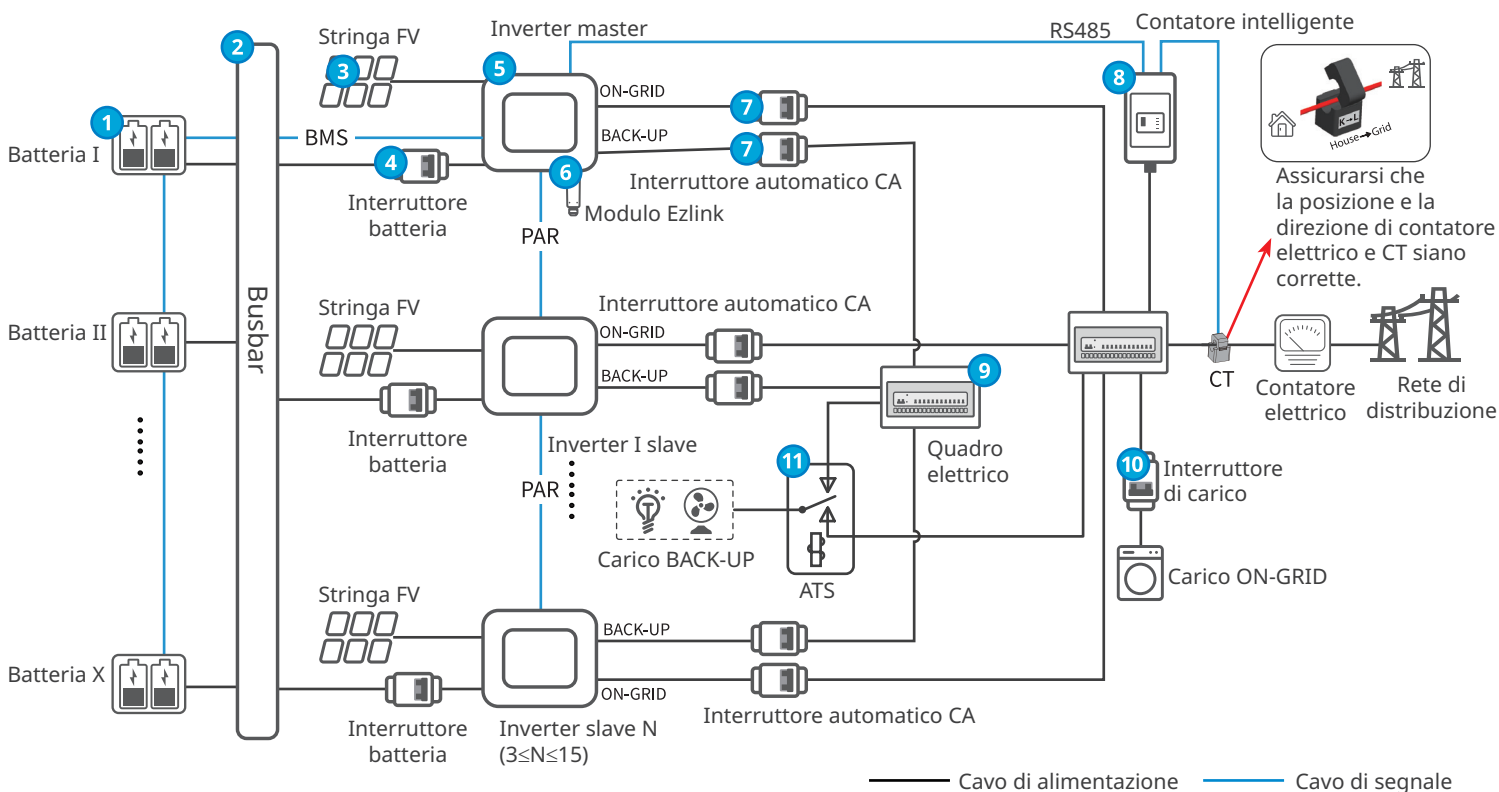 Inverter master
Contatore intelligente
RS485
Stringa FV
2
3
5
8
1
ON-GRID
7
BMS
BACK-UP
7
K→L
House→Grid
Batteria I
4
6
Interruttore automatico CA
Interruttore
batteria
Modulo Ezlink
PAR
Assicurarsi che
la posizione e la
direzione di contatore
elettrico e CT siano
corrette.
Busbar
Stringa FV
Interruttore automatico CA
Batteria II
ON-GRID
BACK-UP
9
CT
Contatore
elettrico
Rete di
distribuzione
Interruttore
batteria
Inverter I slave
Quadro
elettrico
PAR
11
10
Interruttore
di carico
Carico BACK-UP
ATS
Carico ON-GRID
Stringa FV
BACK-UP
Batteria X
ON-GRID
Interruttore
batteria
Inverter slave N
(3≤N≤15)
Interruttore automatico CA
Cavo di alimentazione
Cavo di segnale